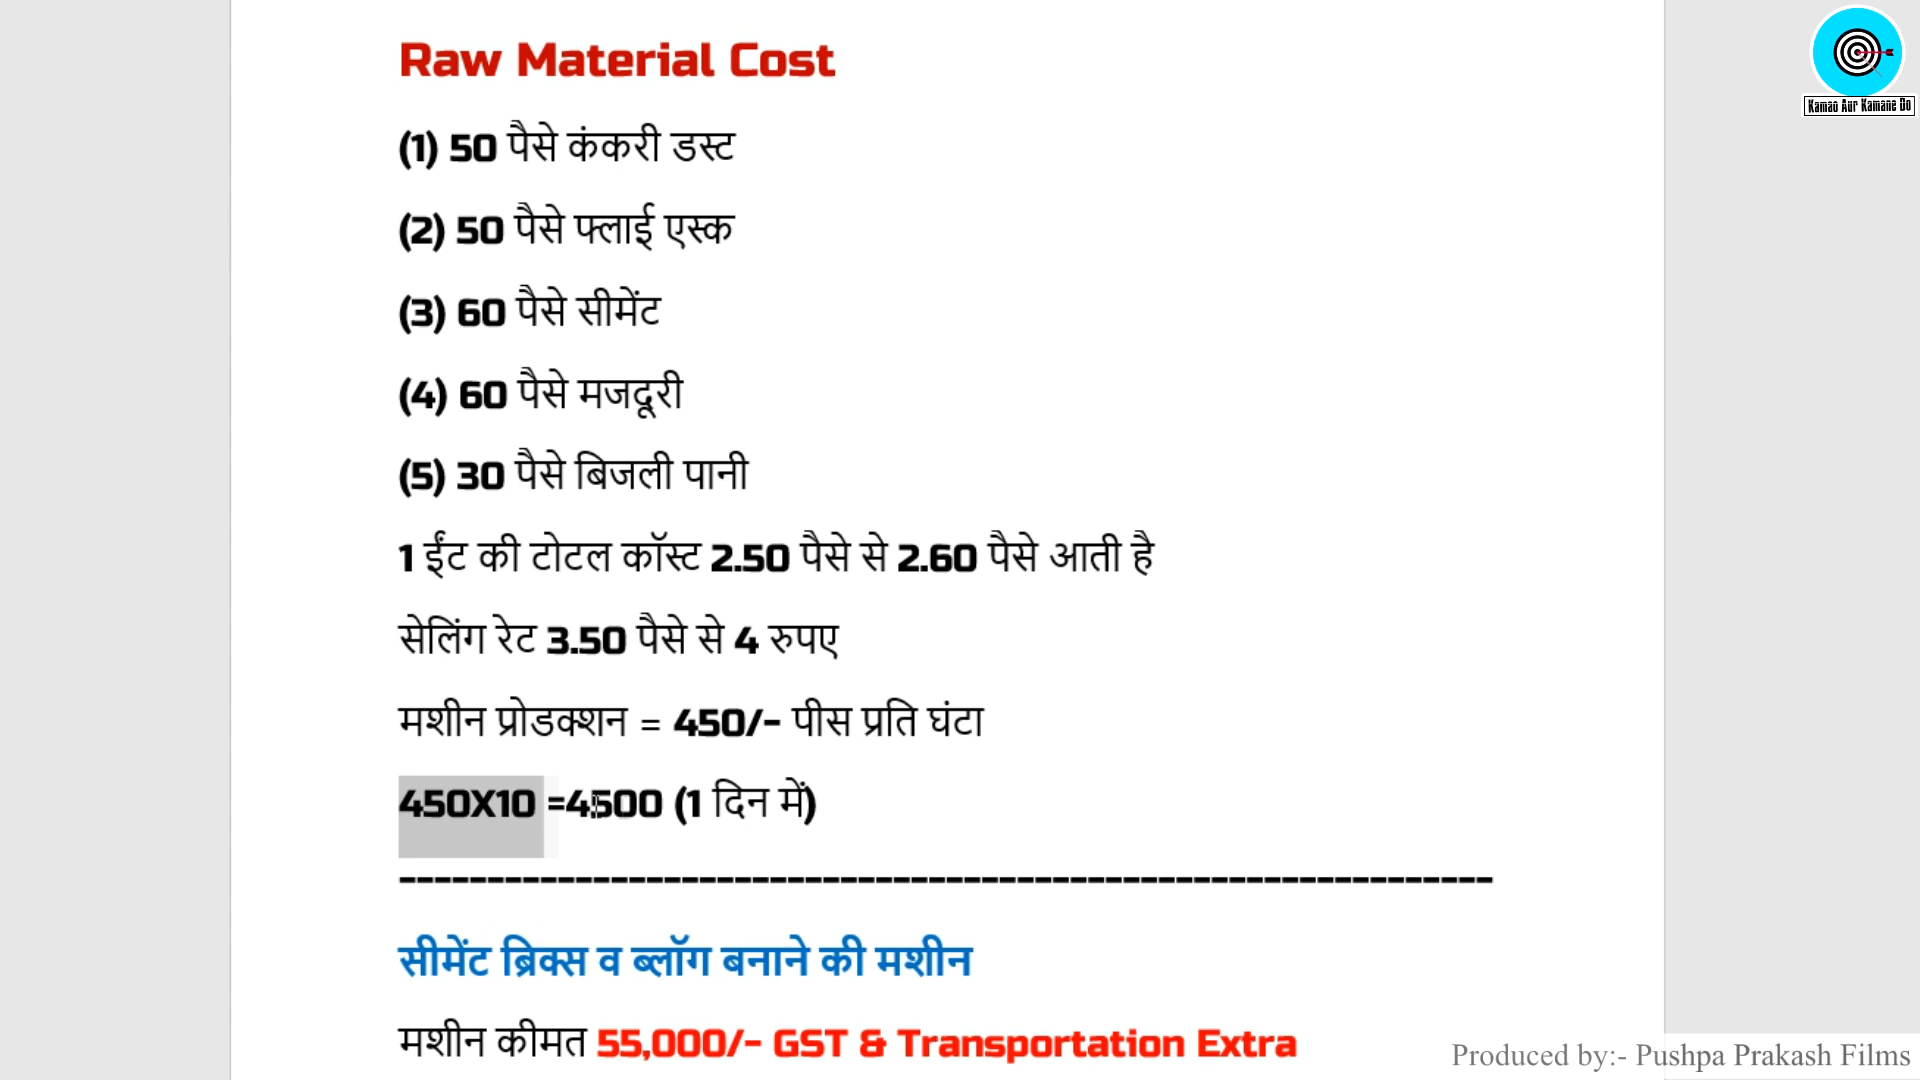 Raw Material Cost
Kamao Aur Kamane Do
(1) 50 पैसे कंकरी डस्ट
(2) 50 पैसे फ्लाई एस्क
(3) 60 पैसे सीमेंट
(4) 60 पैसे मजदूरी
(5) 30 पैसे बिजली पानी
1 ईंट की टोटल कॉस्ट 2.50 पैसे से 2.60 पैसे आती है
सेलिंग रेट 3.50 पैसे से 4 रुपए
मशीन प्रोडक्शन = 450/- पीस प्रति घंटा
450X10 =4500 (1 दिन में)
सीमेंट ब्रिक्स व ब्लॉग बनाने की मशीन
मशीन कीमत 55,000/- GST & Transportation Extra
Produced by:- Pushpa Prakash Films